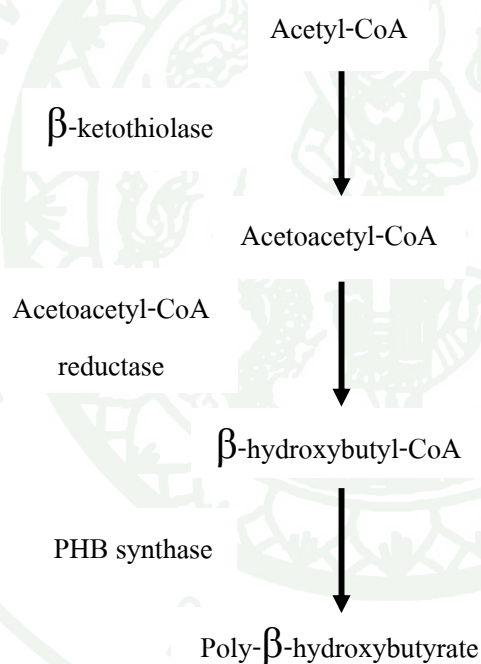 Acetyl-CoA
β-ketothiolase
Acetoacetyl-CoA
Acetoacetyl-CoA
reductase
β-hydroxybutyl-CoA
PHB synthase
Poly-β-hydroxybutyrate